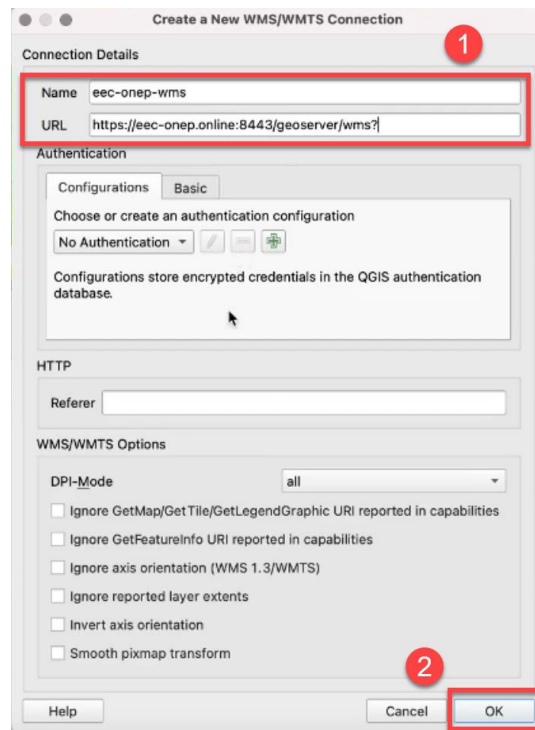 Create a New WMS/WMTS Connection
1
Connection Details
Name eec-onep-wms
URL https://eec-onep.online:8443/geoserver/wms?
Authentication
Configurations Basic
Choose or create an authentication configuration
No Authentication
Configurations store encrypted credentials in the QGIS authentication
database.
HTTP
Referer
WMS/WMTS Options
DPI-Mode all
Ignore GetMap/GetTile/GetLegendGraphic URI reported in capabilities
Ignore GetFeatureInfo URI reported in capabilities
Ignore axis orientation (WMS 1.3/WMTS)
Ignore reported layer extents
Invert axis orientation
Smooth pixmap transform
2
Help Cancel OK